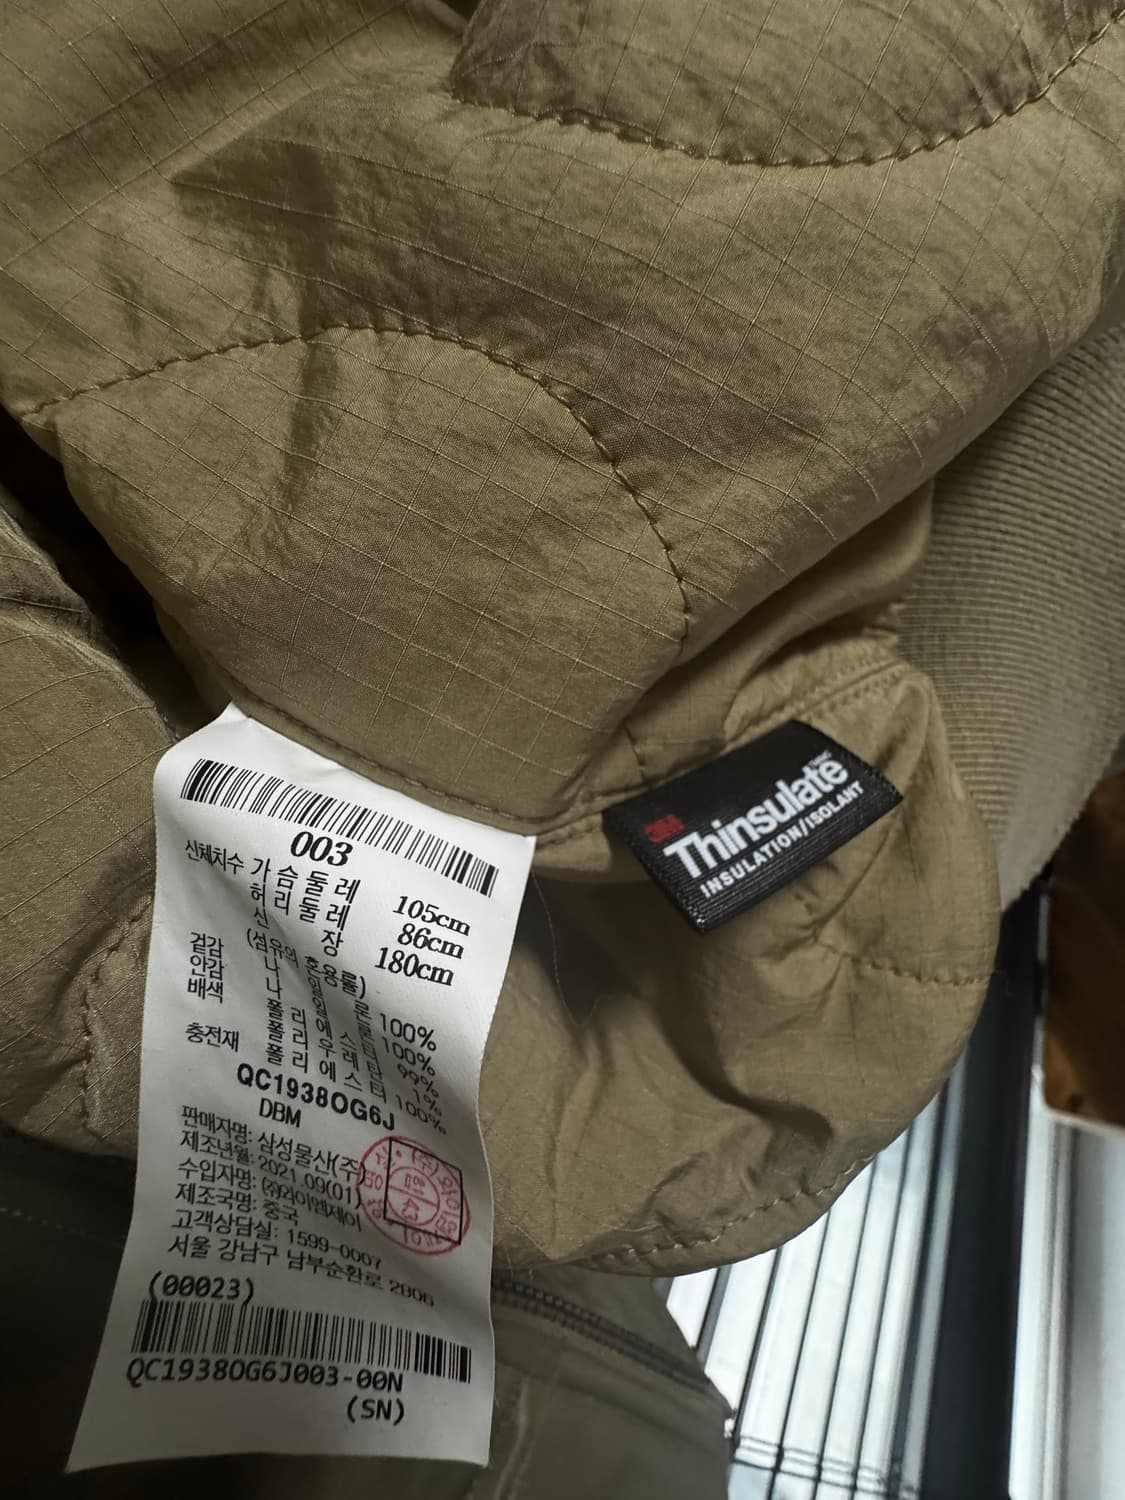 003
신체치수 가슴둘레 105cm
허리둘레 86cm
신장 180cm
(섬유의 혼용률)
겉감 나일론 100%
안감 나일론 100%
배색 폴리에스터 99%
폴리우레탄 1%
충전재 폴리에스터 100%
QC1938OG6J
DBM
판매자명: 삼성물산(주)
제조년월: 2021.09(01)
수입자명: ㈜와이엠제이
제조국명: 중국
고객상담실: 1599-0007
서울 강남구 남부순환로 2806
(00023)
QC1938OG6J003-00N
(SN)
3M
Thinsulate
INSULATION/ISOLANT